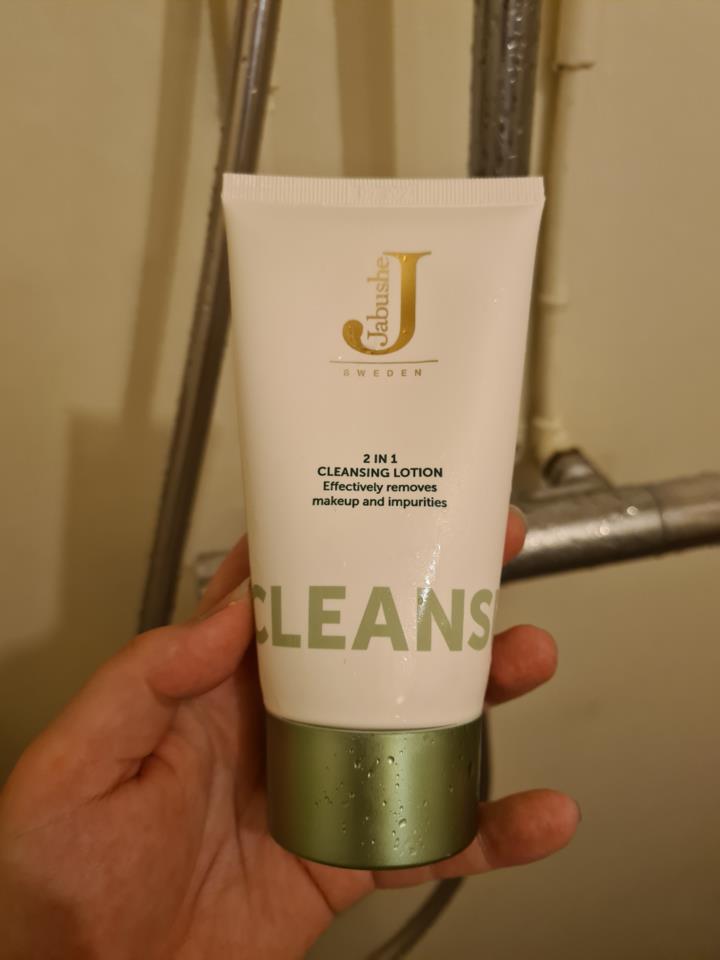 J
Jabushe
SWEDEN
2 IN 1
CLEANSING LOTION
Effectively removes
makeup and impurities
CLEANS